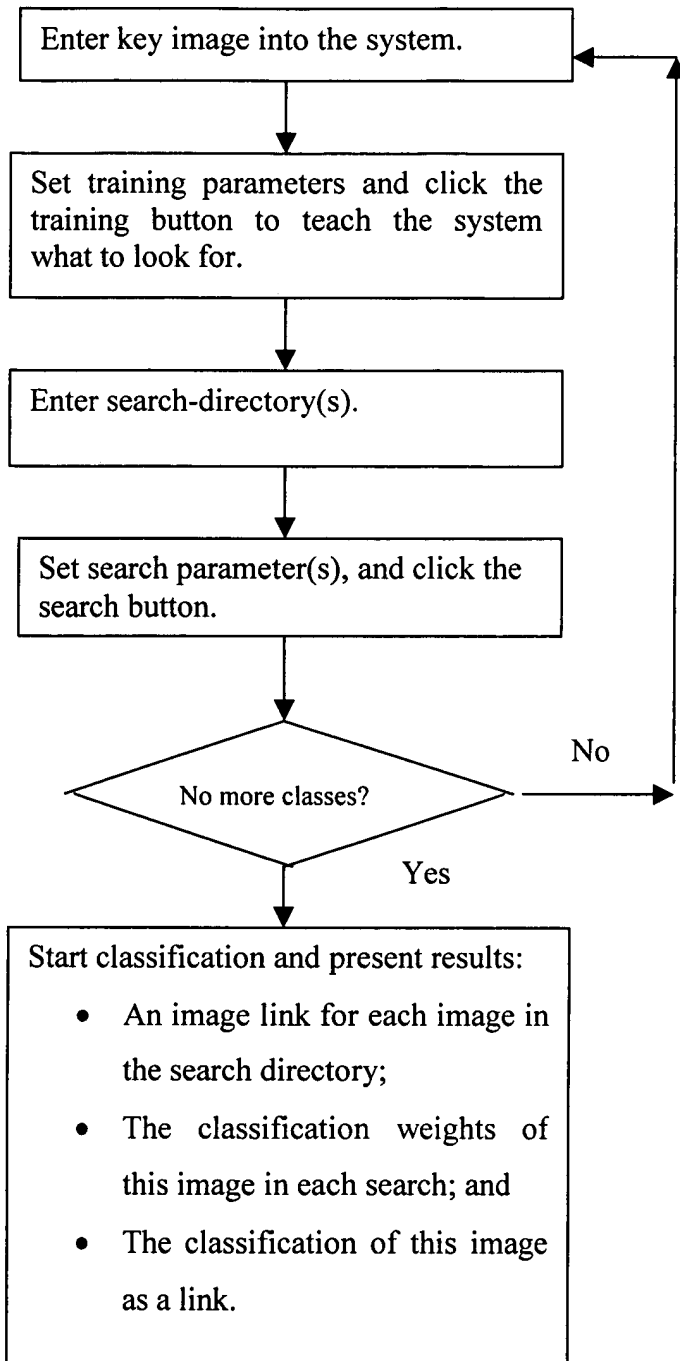 Enter key image into the system.
Set training parameters and click the
training button to teach the system
what to look for.
Enter search-directory(s).
Set search parameter(s), and click the
search button.
No
No more classes?
Yes
Start classification and present results:
• An image link for each image in
the search directory;
• The classification weights of
this image in each search; and
• The classification of this image
as a link.